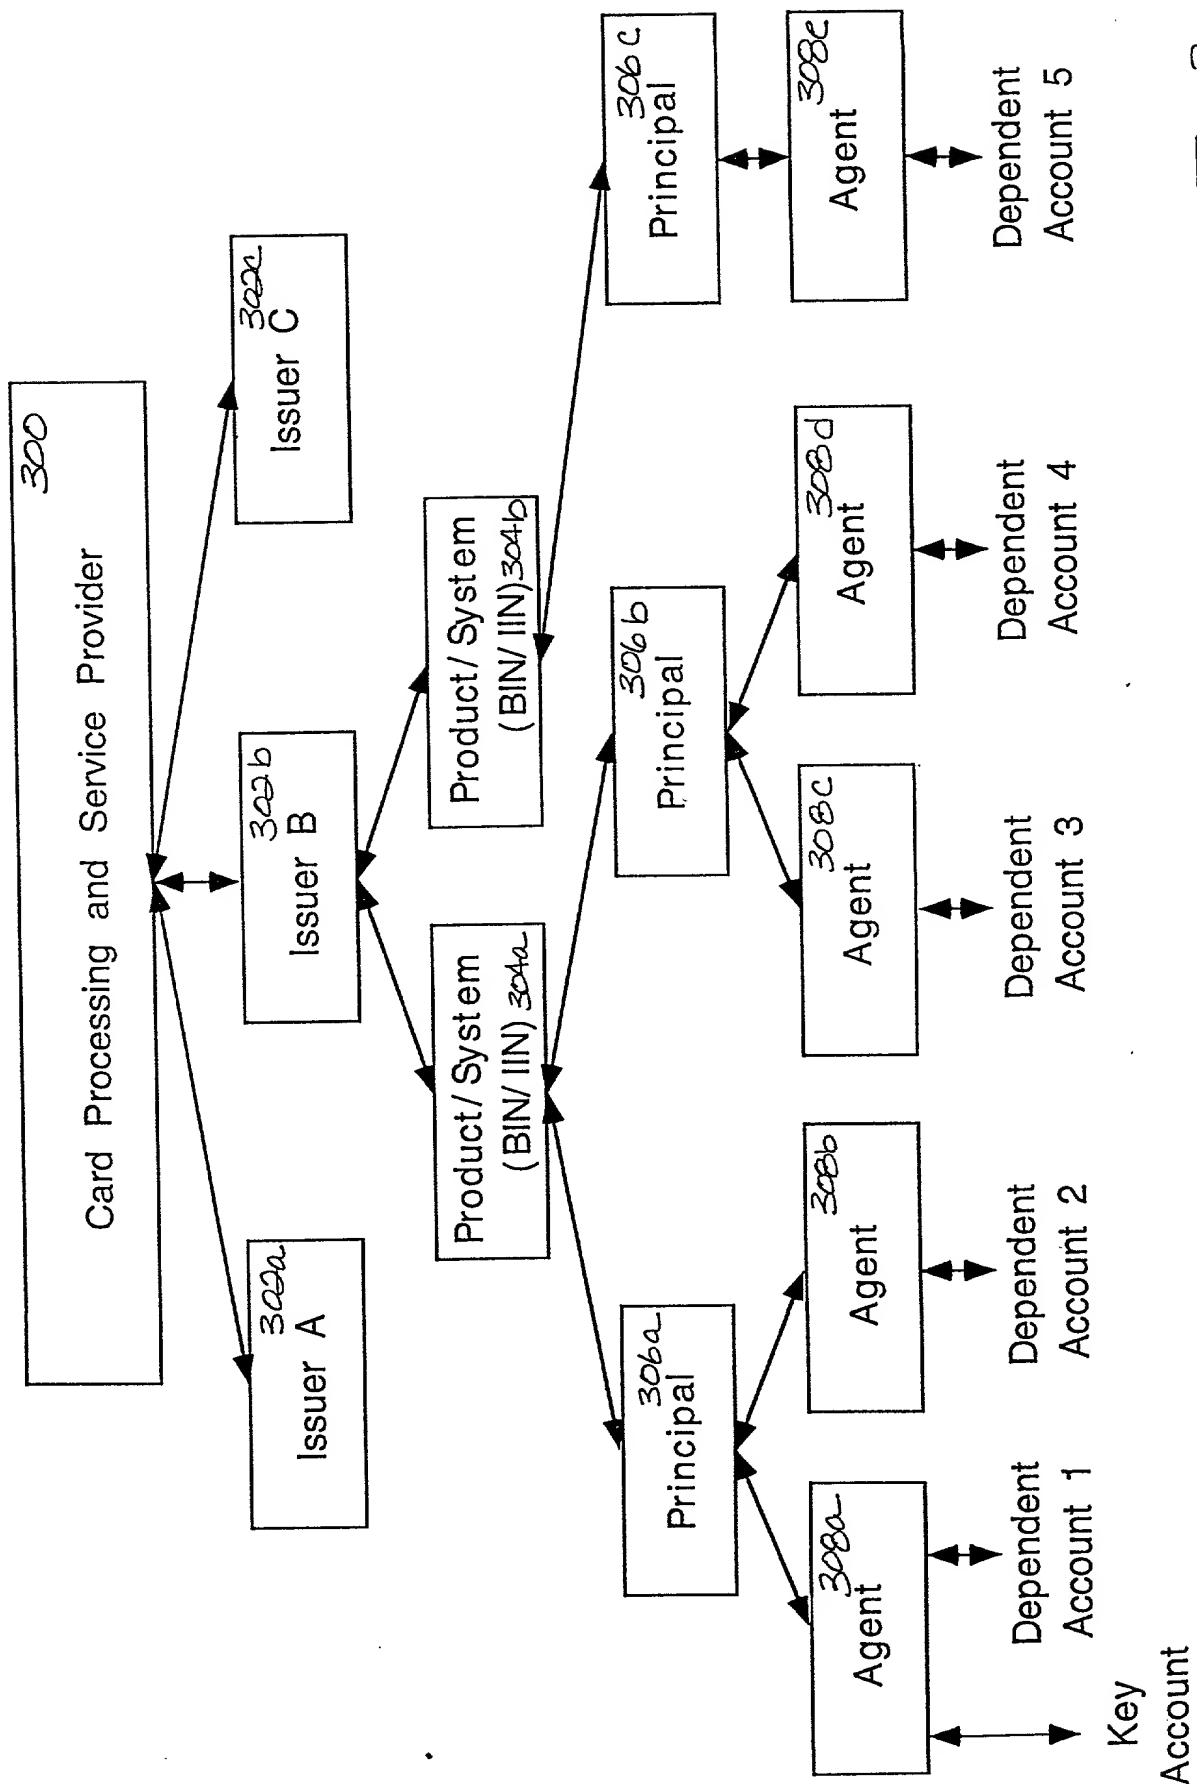 300
Card Processing and Service Provider
302a
Issuer A
302b
Issuer B
302c
Issuer C
Product/System
(BIN/IIN) 304a
Product/System
(BIN/IIN) 304b
306a
Principal
306b
Principal
306c
Principal
308a
Agent
308b
Agent
308c
Agent
308d
Agent
308e
Agent
Key
Account
Dependent
Account 1
Dependent
Account 2
Dependent
Account 3
Dependent
Account 4
Dependent
Account 5